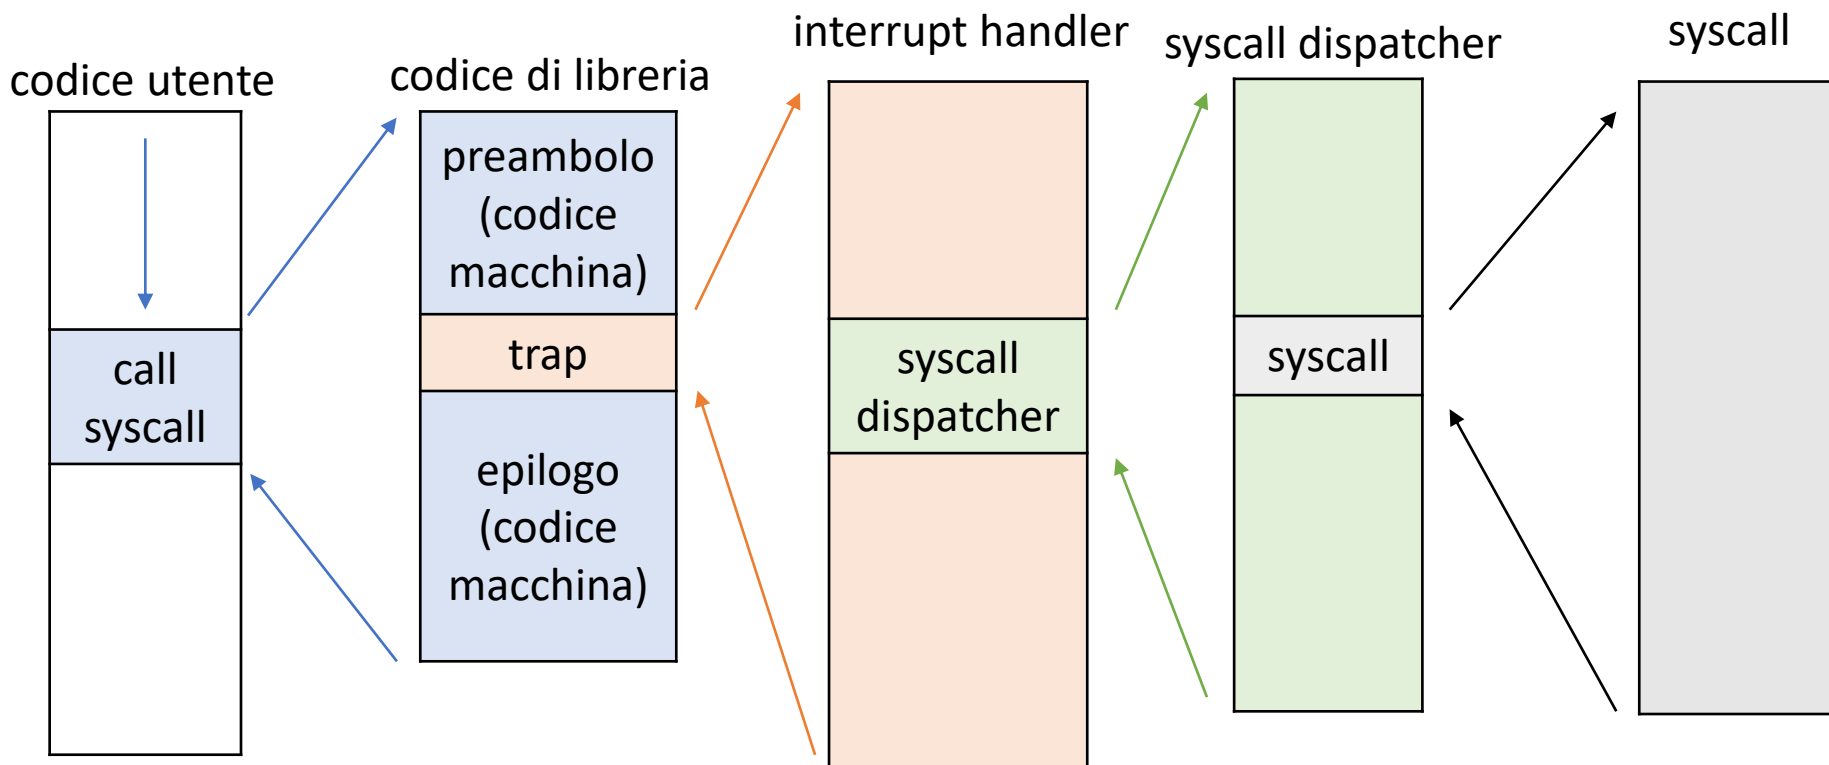 codice utente
call
syscall
codice di libreria
preambolo
(codice
macchina)
trap
epilogo
(codice
macchina)
interrupt handler
syscall
dispatcher
syscall dispatcher
syscall
syscall